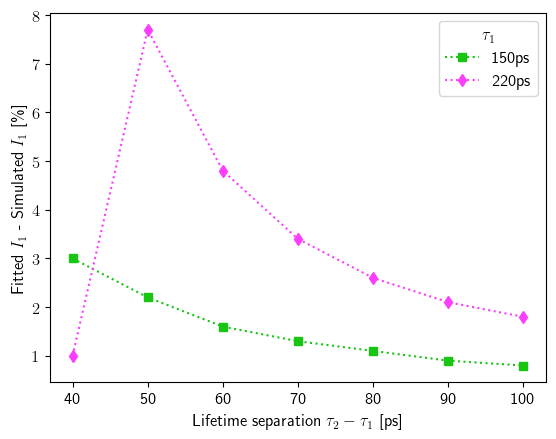 8
7
6
5
4
3
2
1
Fitted I₁ - Simulated I₁ [%]
τ₁
150ps
220ps
40 50 60 70 80 90 100
Lifetime separation τ₂ − τ₁ [ps]